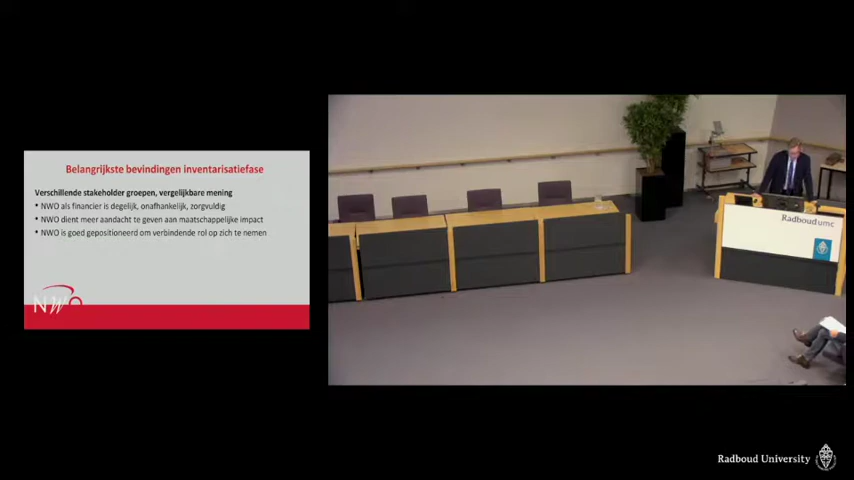 Belangrijkste bevindingen inventarisatiefase
Verschillende stakeholder groepen, vergelijkbare mening
• NWO als financier is degelijk, onafhankelijk, zorgvuldig
• NWO dient meer aandacht te geven aan maatschappelijke impact
• NWO is goed gepositioneerd om verbindende rol op zich te nemen
NWO
Radboudumc
Radboud University